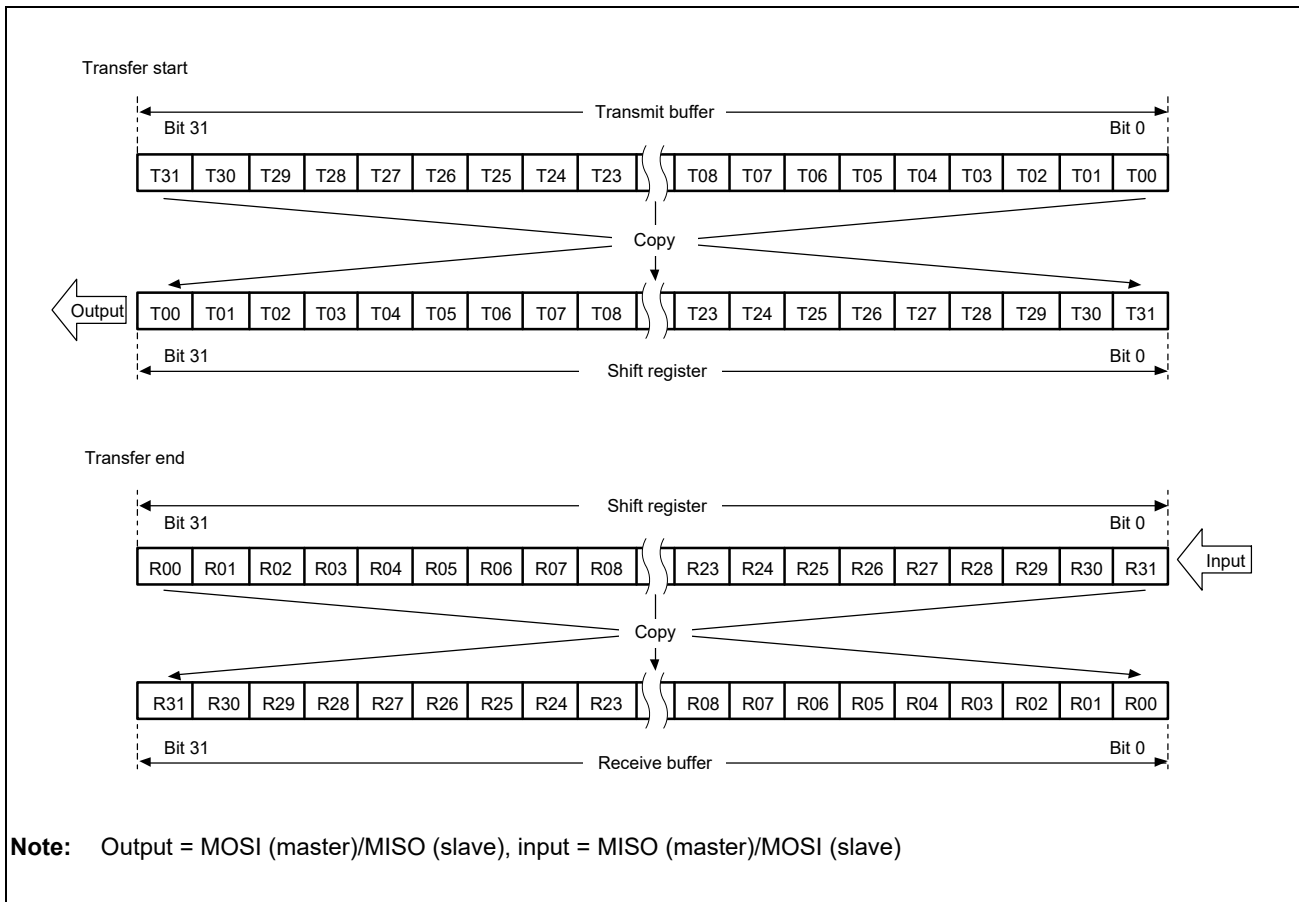 Transfer start
Transmit buffer
Bit 31 Bit 0
T31 T30 T29 T28 T27 T26 T25 T24 T23 T08 T07 T06 T05 T04 T03 T02 T01 T00
Copy
Output T00 T01 T02 T03 T04 T05 T06 T07 T08 T23 T24 T25 T26 T27 T28 T29 T30 T31
Bit 31 Bit 0
Shift register
Transfer end
Shift register
Bit 31 Bit 0
R00 R01 R02 R03 R04 R05 R06 R07 R08 R23 R24 R25 R26 R27 R28 R29 R30 R31 Input
Copy
R31 R30 R29 R28 R27 R26 R25 R24 R23 R08 R07 R06 R05 R04 R03 R02 R01 R00
Bit 31 Bit 0
Receive buffer
Note: Output = MOSI (master)/MISO (slave), input = MISO (master)/MOSI (slave)